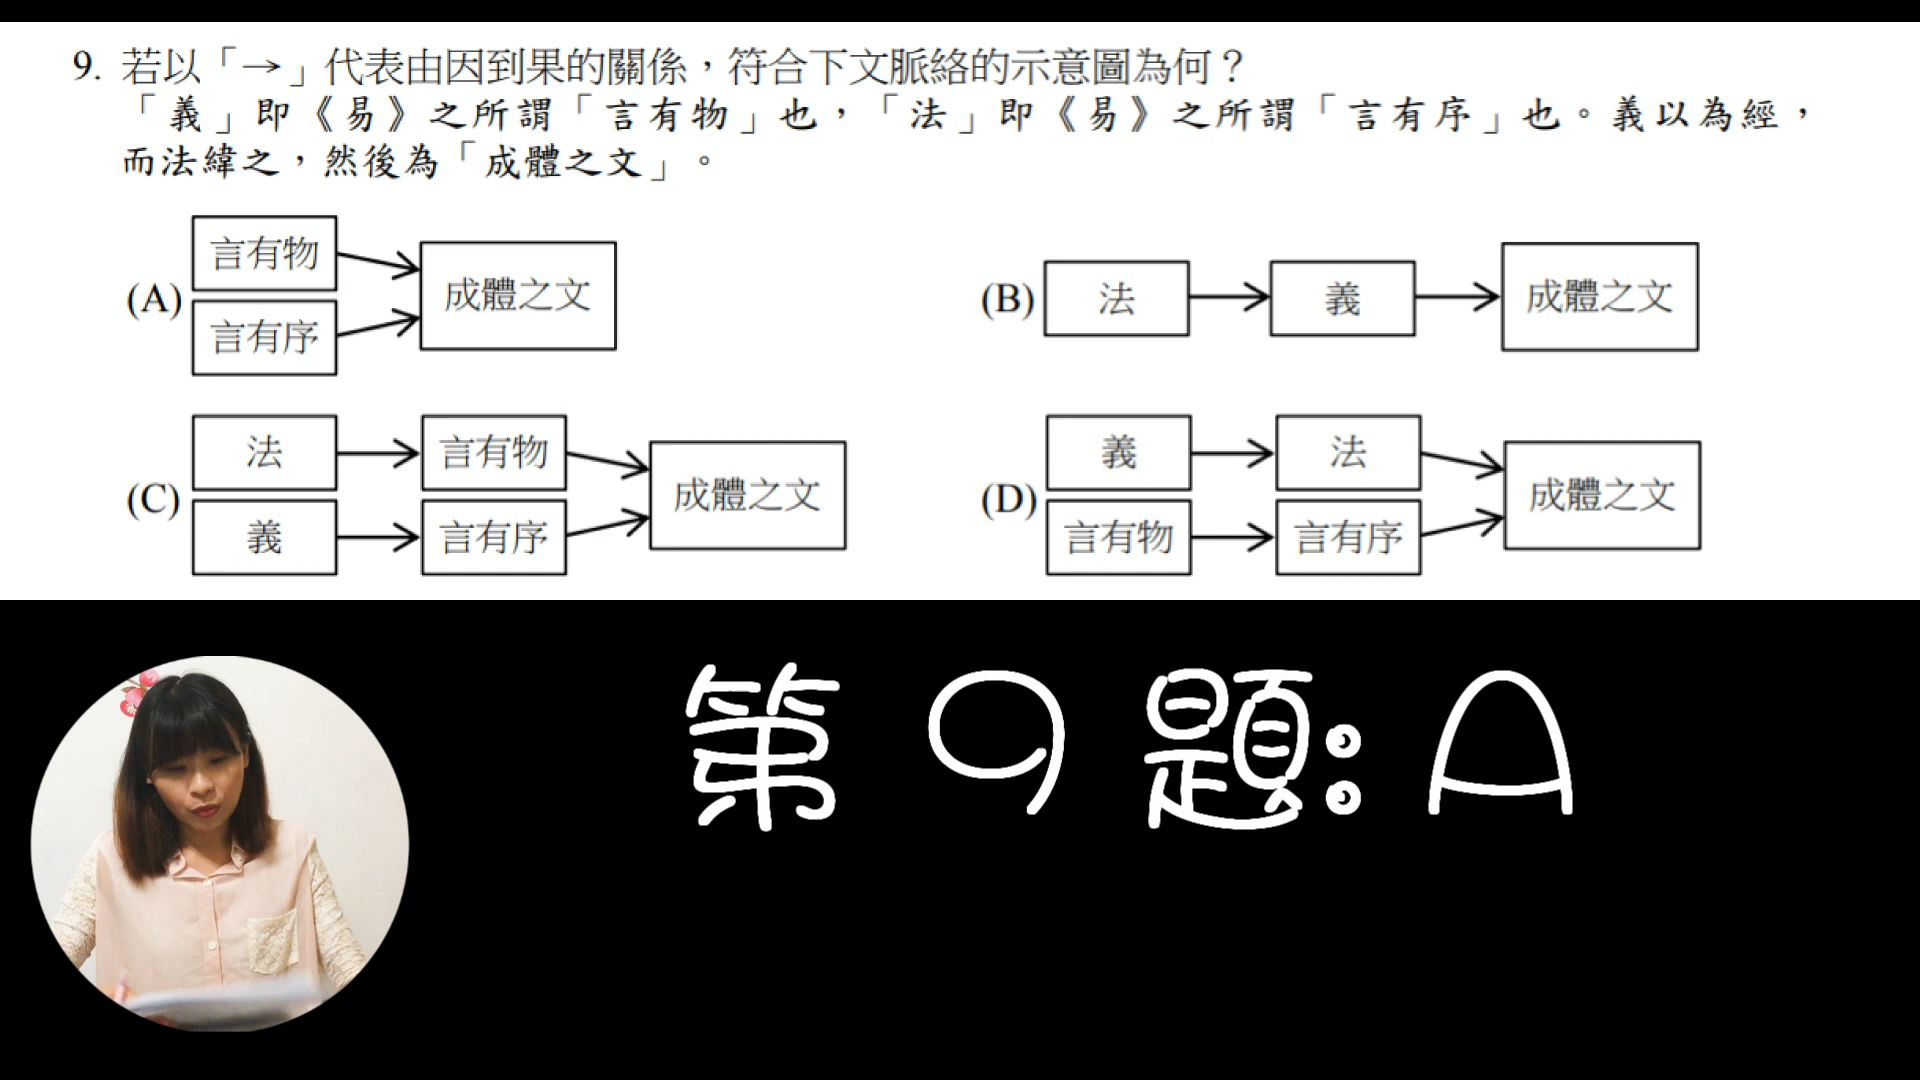 9. 若以「→」代表由因到果的關係，符合下文脈絡的示意圖為何？
「義」即《易》之所謂「言有物」也，「法」即《易》之所謂「言有序」也。義以為經，
而法緯之，然後為「成體之文」。
(A) 言有物 言有序 成體之文
(B) 法 義 成體之文
(C) 法 言有物 義 言有序 成體之文
(D) 義 法 言有物 言有序 成體之文
第9題:A